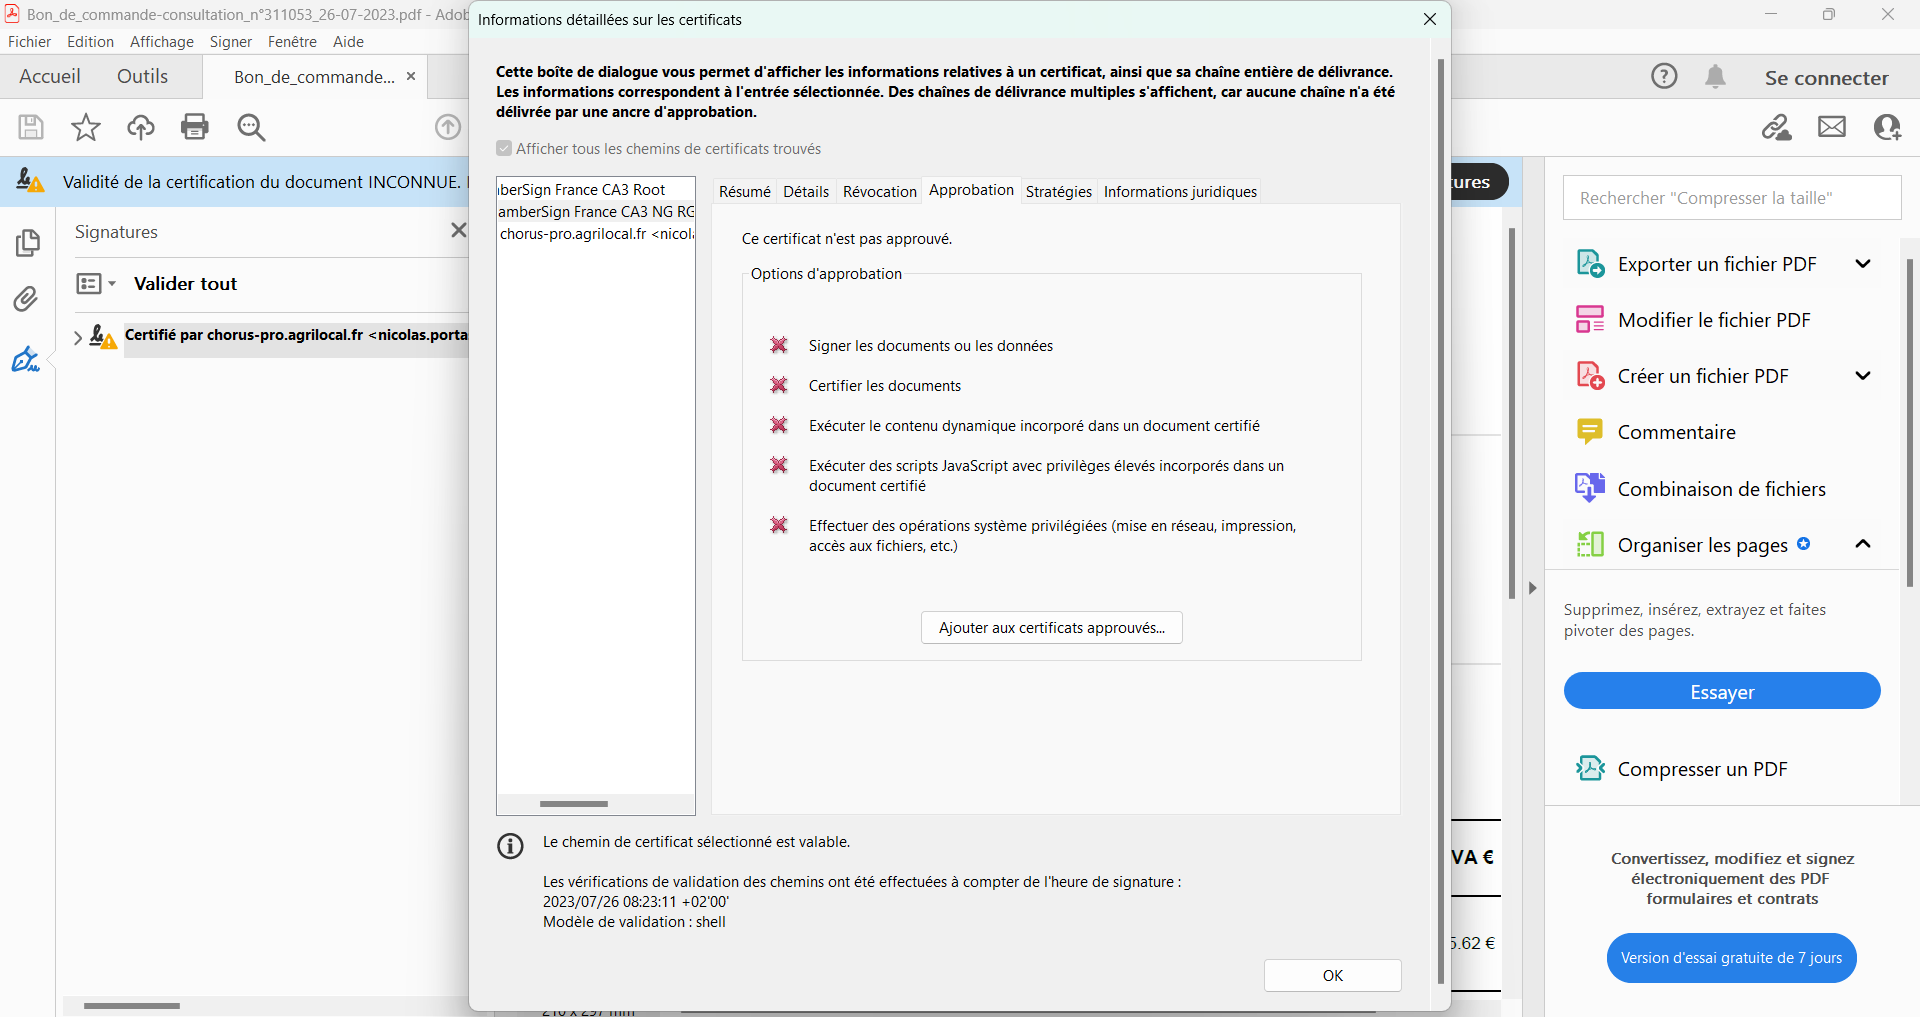 Bon_de_commande-consultation_n°311053_26-07-2023.pdf - Adob
Fichier Edition Affichage Signer Fenêtre Aide
Accueil Outils Bon_de_commande... ×
Se connecter
Validité de la certification du document INCONNUE.
Signatures
Valider tout
Certifié par chorus-pro.agrilocal.fr <nicolas.porta
Informations détaillées sur les certificats
Cette boîte de dialogue vous permet d'afficher les informations relatives à un certificat, ainsi que sa chaîne entière de délivrance.
Les informations correspondent à l'entrée sélectionnée. Des chaînes de délivrance multiples s'affichent, car aucune chaîne n'a été
délivrée par une ancre d'approbation.
Afficher tous les chemins de certificats trouvés
berSign France CA3 Root
amberSign France CA3 NG RG
chorus-pro.agrilocal.fr <nicol
Résumé Détails Révocation Approbation Stratégies Informations juridiques
Ce certificat n'est pas approuvé.
Options d'approbation
Signer les documents ou les données
Certifier les documents
Exécuter le contenu dynamique incorporé dans un document certifié
Exécuter des scripts JavaScript avec privilèges élevés incorporés dans un
document certifié
Effectuer des opérations système privilégiées (mise en réseau, impression,
accès aux fichiers, etc.)
Ajouter aux certificats approuvés...
Le chemin de certificat sélectionné est valable.
Les vérifications de validation des chemins ont été effectuées à compter de l'heure de signature :
2023/07/26 08:23:11 +02'00'
Modèle de validation : shell
OK
210 x 297 mm
ures
VA €
5.62 €
Rechercher "Compresser la taille"
Exporter un fichier PDF
Modifier le fichier PDF
Créer un fichier PDF
Commentaire
Combinaison de fichiers
Organiser les pages
Supprimez, insérez, extrayez et faites
pivoter des pages.
Essayer
Compresser un PDF
Convertissez, modifiez et signez
électroniquement des PDF
formulaires et contrats
Version d'essai gratuite de 7 jours